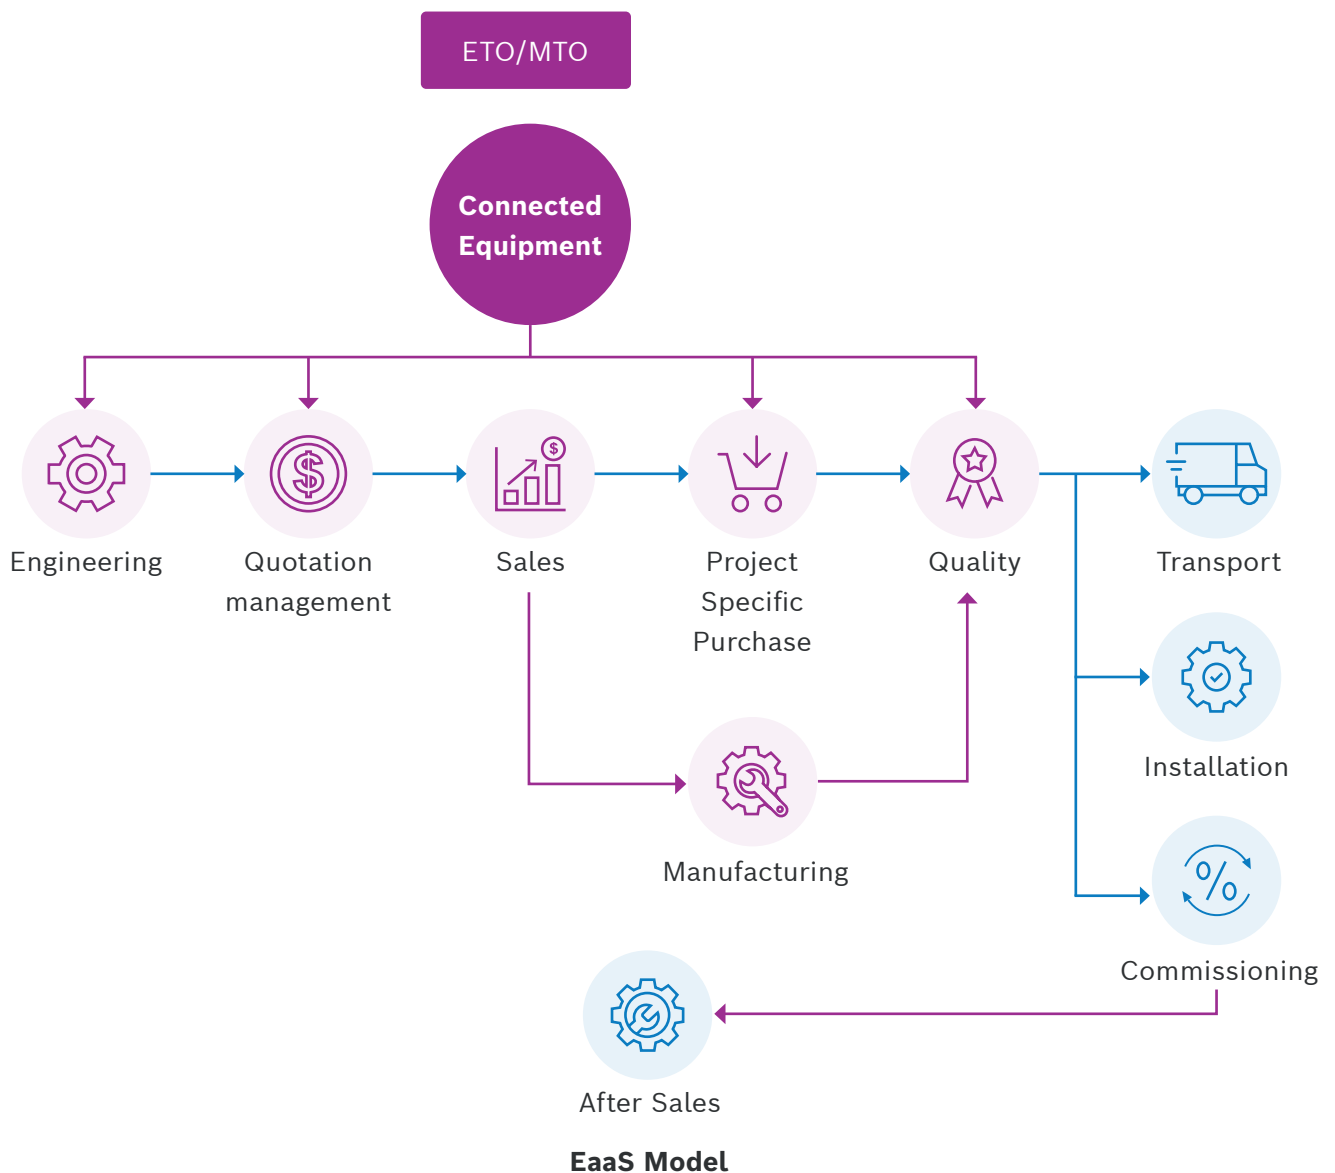 ETO/MTO
Connected
Equipment
$
$
Engineering
Quotation
management
Sales
Project
Specific
Purchase
Quality
Transport
Installation
Manufacturing
%
Commissioning
After Sales
EaaS Model